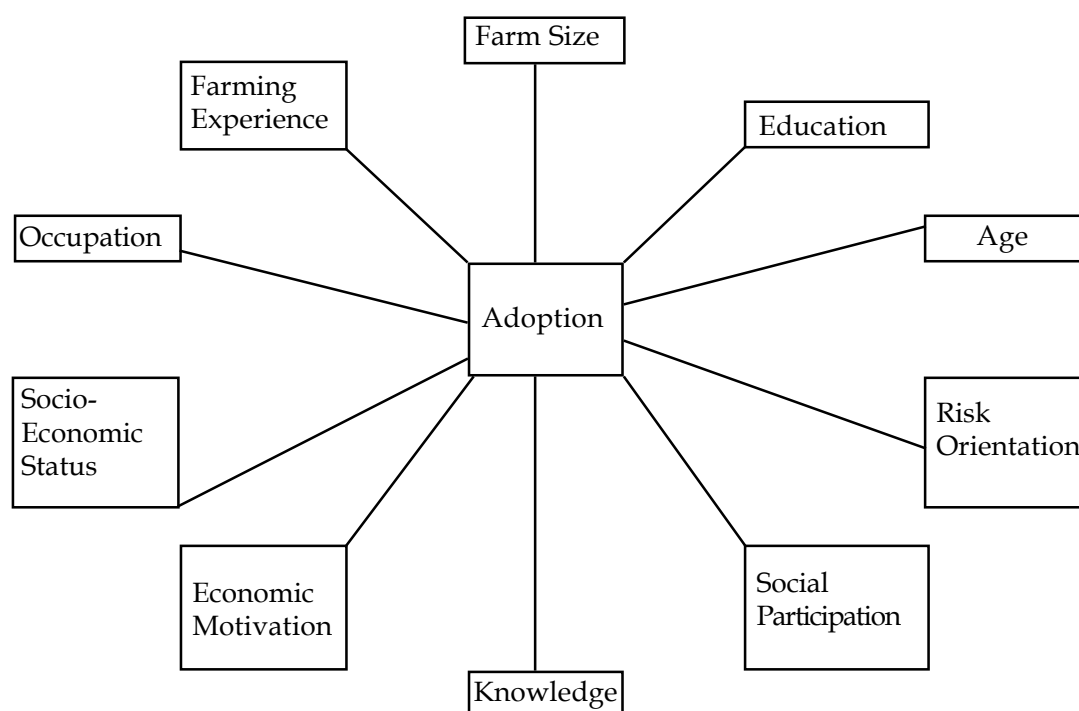 Farm Size
Farming
Experience
Education
Occupation
Age
Adoption
Socio-
Economic
Status
Risk
Orientation
Economic
Motivation
Social
Participation
Knowledge